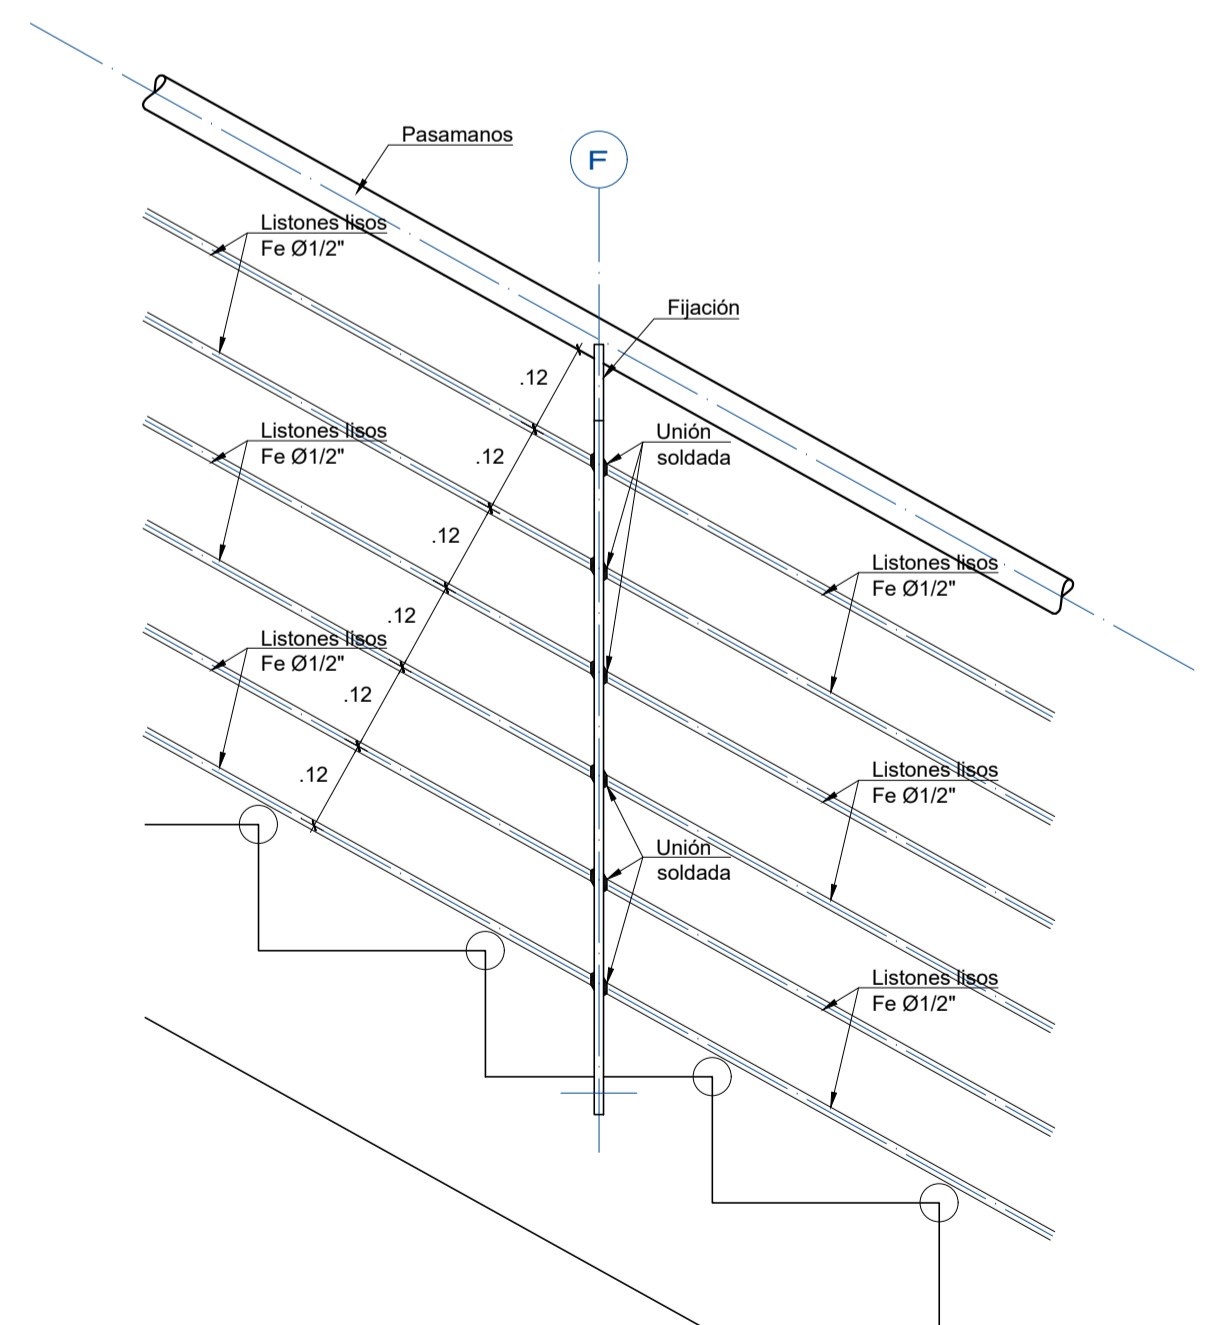 Pasamanos
F
Listones lisos
Fe Ø1/2"
Fijación
.12
Listones lisos
Fe Ø1/2"
Unión
soldada
.12
.12
Listones lisos
Fe Ø1/2"
.12
Listones lisos
Fe Ø1/2"
.12
Listones lisos
Fe Ø1/2"
.12
Unión
soldada
Listones lisos
Fe Ø1/2"